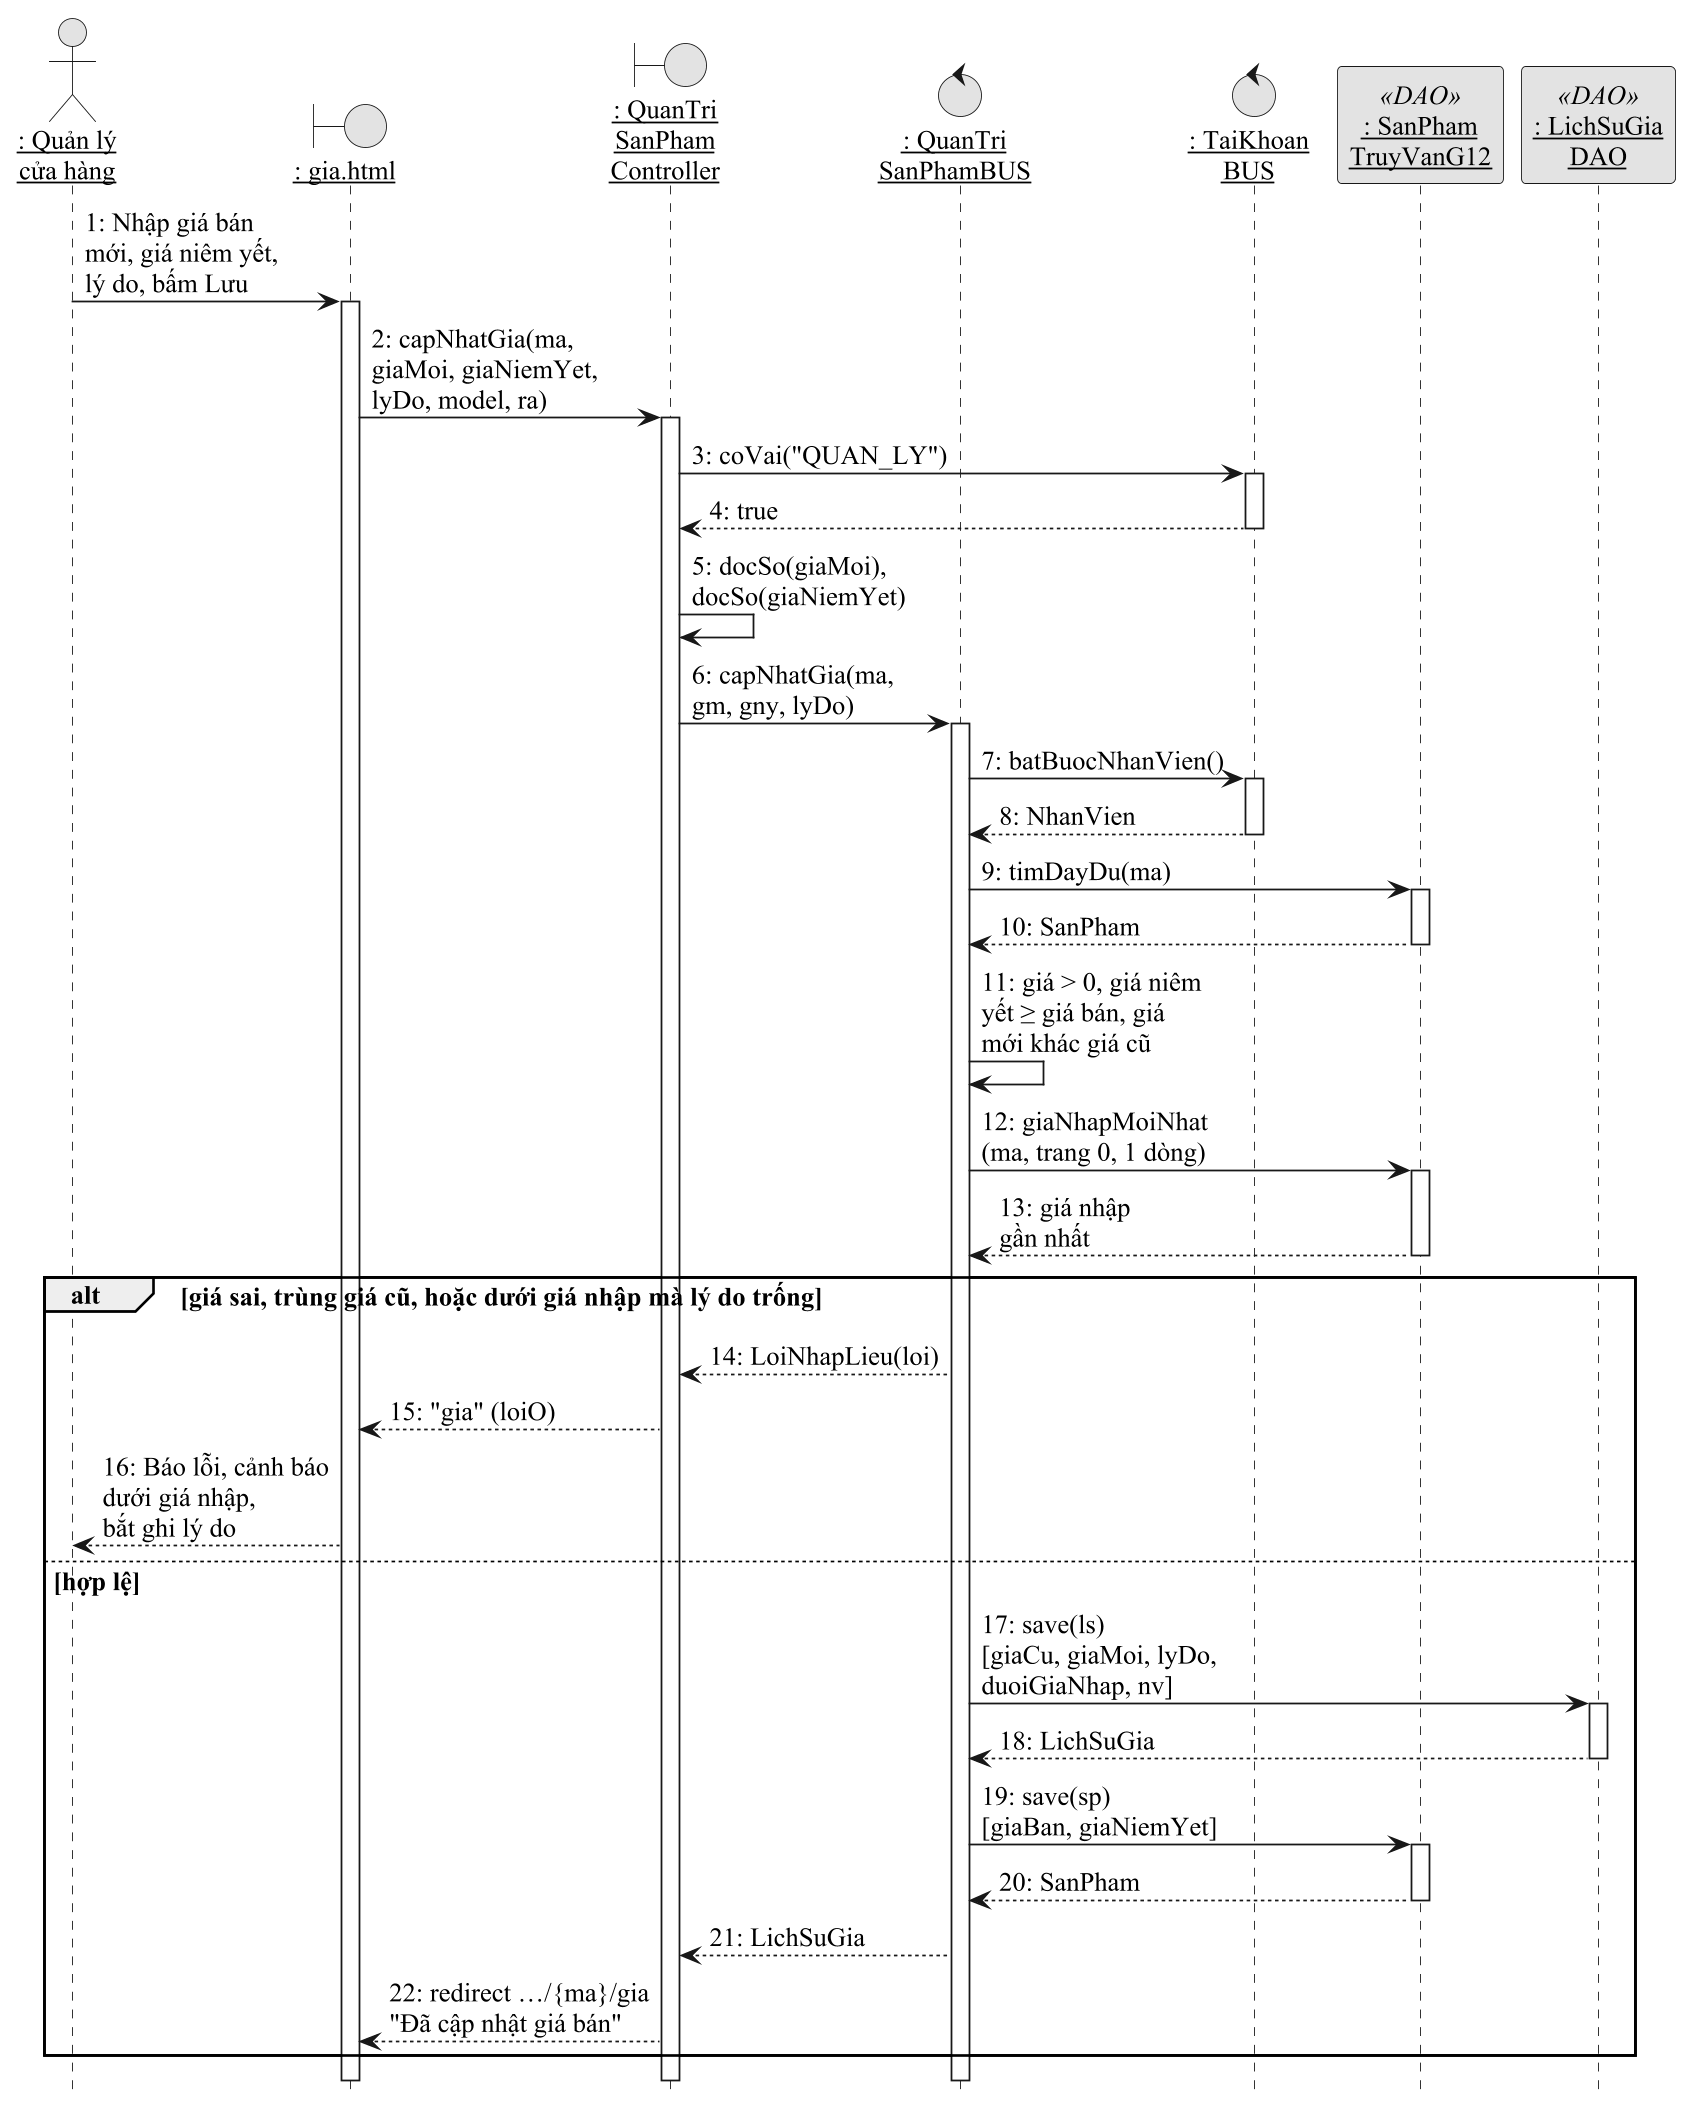 : Quản lý
cửa hàng
: gia.html
: QuanTri
SanPham
Controller
: QuanTri
SanPhamBUS
: TaiKhoan
BUS
«DAO»
: SanPham
TruyVanG12
«DAO»
: LichSuGia
DAO
1: Nhập giá bán
mới, giá niêm yết,
lý do, bấm Lưu
2: capNhatGia(ma,
giaMoi, giaNiemYet,
lyDo, model, ra)
3: coVai("QUAN_LY")
4: true
5: docSo(giaMoi),
docSo(giaNiemYet)
6: capNhatGia(ma,
gm, gny, lyDo)
7: batBuocNhanVien()
8: NhanVien
9: timDayDu(ma)
10: SanPham
11: giá > 0, giá niêm
yết ≥ giá bán, giá
mới khác giá cũ
12: giaNhapMoiNhat
(ma, trang 0, 1 dòng)
13: giá nhập
gần nhất
alt [giá sai, trùng giá cũ, hoặc dưới giá nhập mà lý do trống]
14: LoiNhapLieu(loi)
15: "gia" (loiO)
16: Báo lỗi, cảnh báo
dưới giá nhập,
bắt ghi lý do
[hợp lệ]
17: save(ls)
[giaCu, giaMoi, lyDo,
duoiGiaNhap, nv]
18: LichSuGia
19: save(sp)
[giaBan, giaNiemYet]
20: SanPham
21: LichSuGia
22: redirect …/{ma}/gia
"Đã cập nhật giá bán"